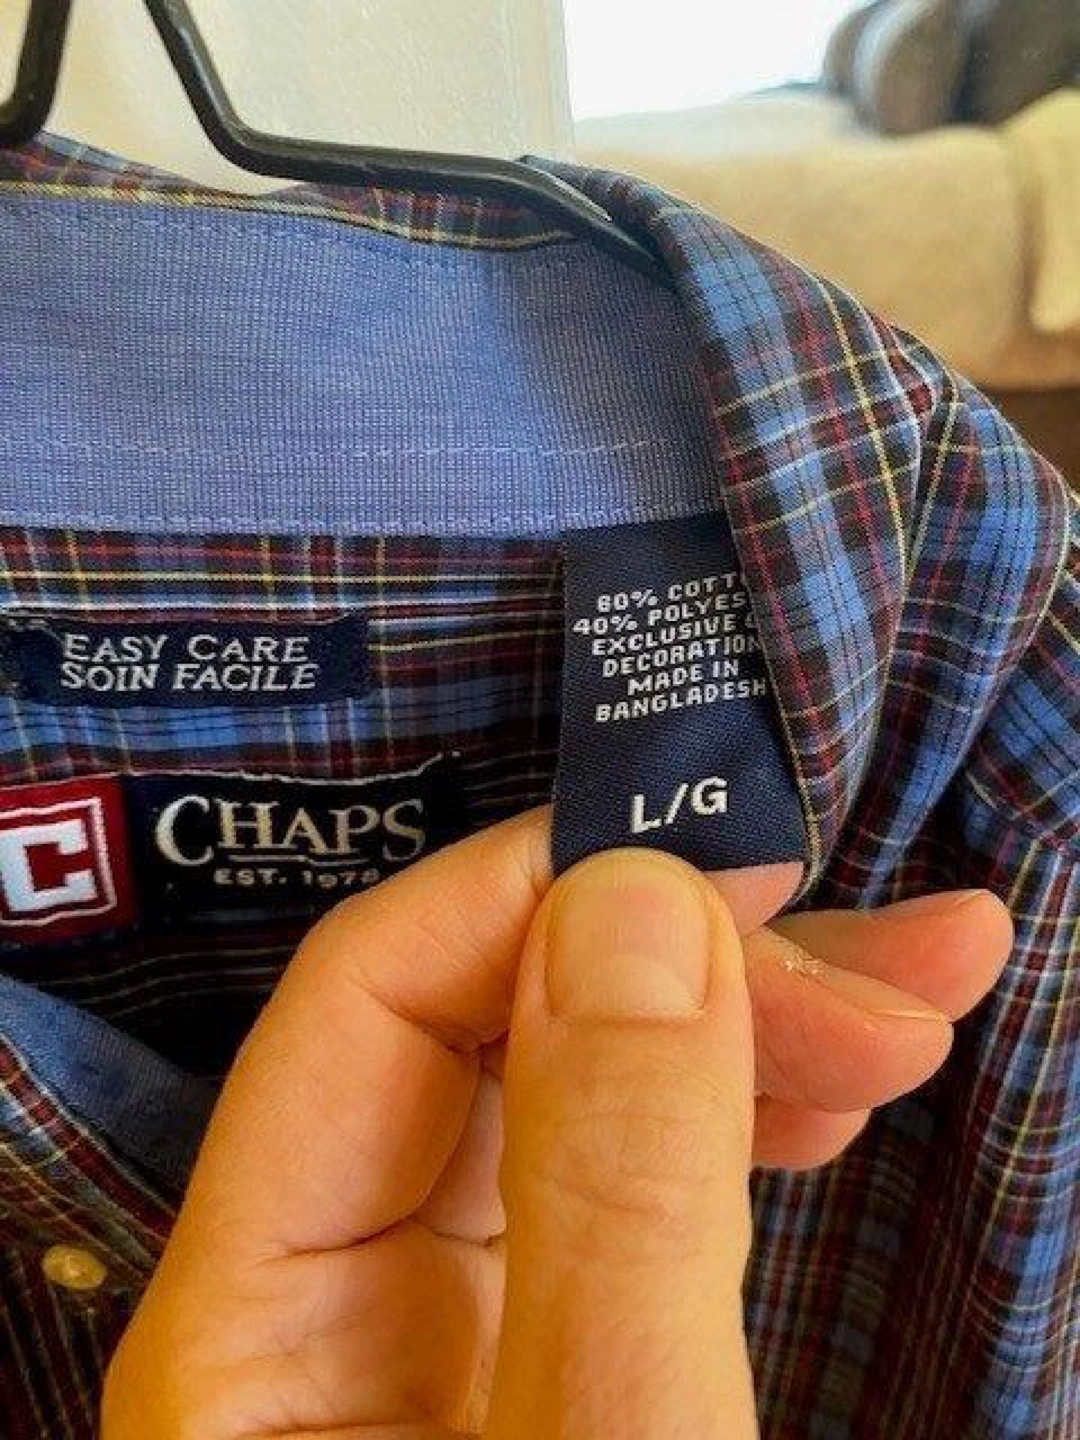 EASY CARE
SOIN FACILE
C
CHAPS
EST. 1978
60% COTT
40% POLYES
EXCLUSIVE
DECORATION
MADE IN
BANGLADESH
L/G